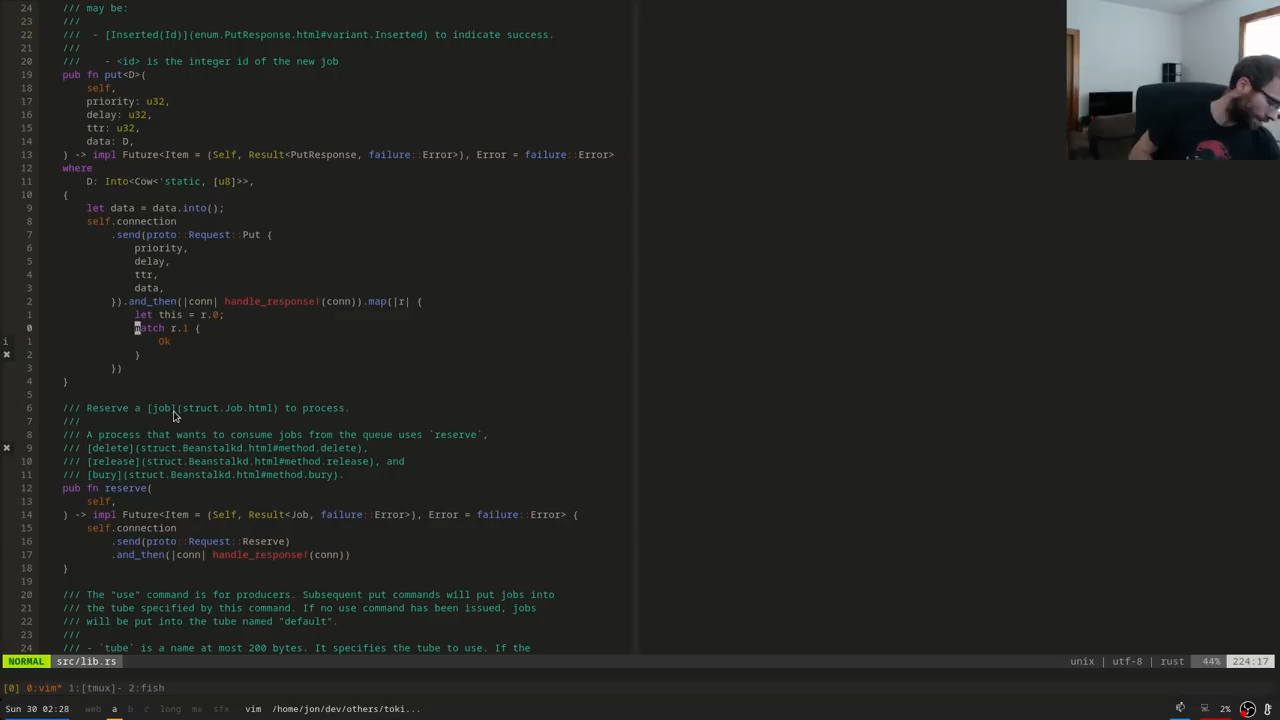 24 /// may be:
23 ///
22 ///  - [Inserted(Id)](enum.PutResponse.html#variant.Inserted) to indicate success.
21 ///
20 ///    - <id> is the integer id of the new job
19 pub fn put<D>(
18     self,
17     priority: u32,
16     delay: u32,
15     ttr: u32,
14     data: D,
13 ) -> impl Future<Item = (Self, Result<PutResponse, failure::Error>), Error = failure::Error>
12 where
11     D: Into<Cow<'static, [u8]>>,
10 {
9     let data = data.into();
8     self.connection
7         .send(proto::Request::Put {
6             priority,
5             delay,
4             ttr,
3             data,
2         }).and_then(|conn| handle_response!(conn)).map(|r| {
1             let this = r.0;
0             match r.1 {
i 1                 Ok
✖ 2             }
3         })
4 }
5
6 /// Reserve a [job](struct.Job.html) to process.
7 ///
8 /// A process that wants to consume jobs from the queue uses `reserve`,
✖ 9 /// [delete](struct.Beanstalkd.html#method.delete),
10 /// [release](struct.Beanstalkd.html#method.release), and
11 /// [bury](struct.Beanstalkd.html#method.bury).
12 pub fn reserve(
13     self,
14 ) -> impl Future<Item = (Self, Result<Job, failure::Error>), Error = failure::Error> {
15     self.connection
16         .send(proto::Request::Reserve)
17         .and_then(|conn| handle_response!(conn))
18 }
19
20 /// The "use" command is for producers. Subsequent put commands will put jobs into
21 /// the tube specified by this command. If no use command has been issued, jobs
22 /// will be put into the tube named "default".
23 ///
24 /// - `tube` is a name at most 200 bytes. It specifies the tube to use. If the
NORMAL src/lib.rs unix | utf-8 | rust 44% 224:17
[0] 0:vim* 1:[tmux]- 2:fish
Sun 30 02:28 web a b c long mx sfx vim /home/jon/dev/others/toki... 2%